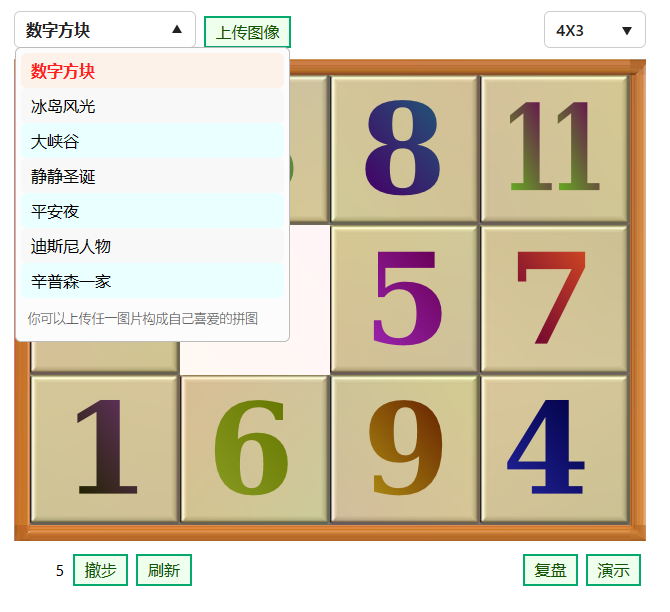 数字方块 ▲ 上传图像 4X3 ▼
数字方块
冰岛风光
大峡谷
静静圣诞
平安夜
迪斯尼人物
辛普森一家
你可以上传任一图片构成自己喜爱的拼图
8 11
5 7
1 6 9 4
5 撤步 刷新 复盘 演示